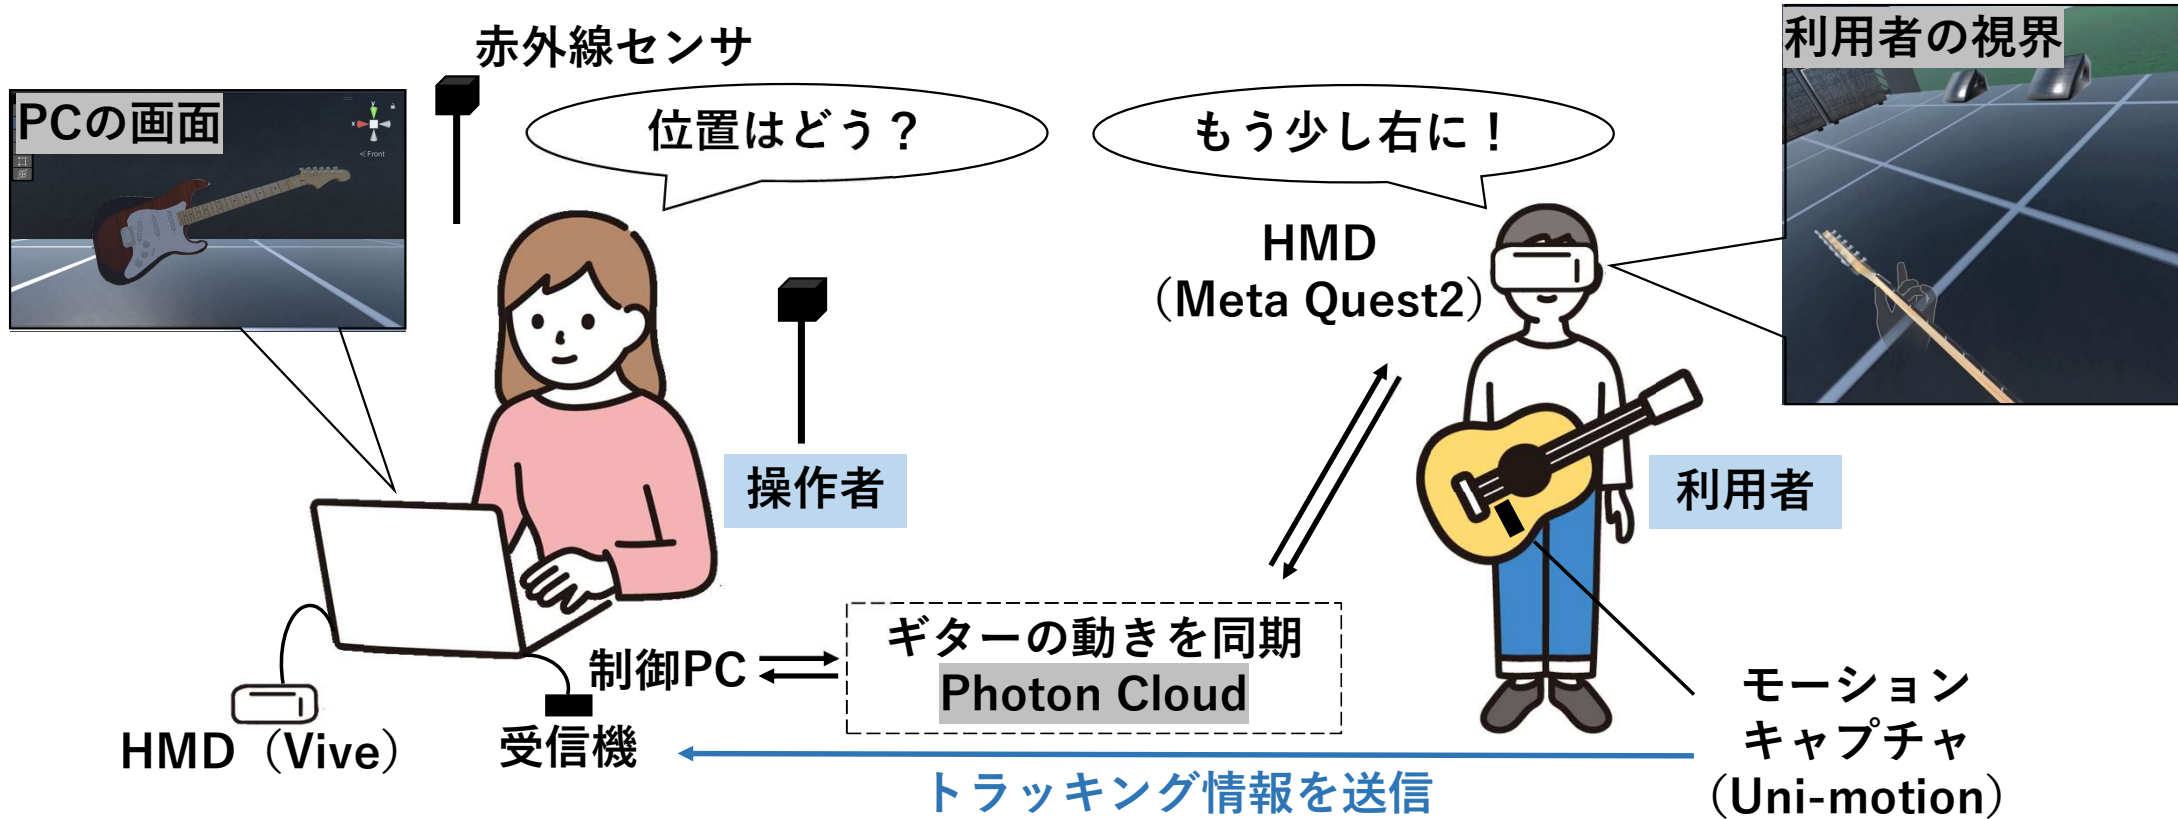 赤外線センサ
PCの画面
y
x
≺Front
位置はどう？
もう少し右に！
利用者の視界
HMD
（Meta Quest2）
操作者
利用者
制御PC
ギターの動きを同期
Photon Cloud
HMD（Vive）
受信機
トラッキング情報を送信
モーション
キャプチャ
（Uni-motion）